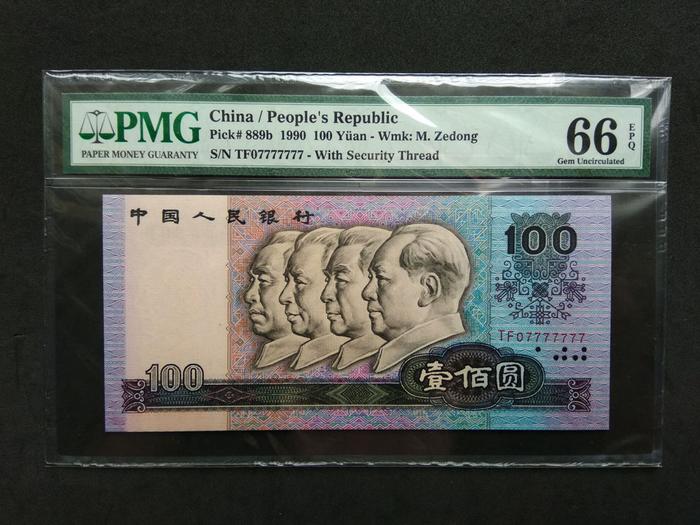 PMG
PAPER MONEY GUARANTY
China / People's Republic
Pick# 889b 1990 100 Yüan - Wmk: M. Zedong
S/N TF07777777 - With Security Thread
66 EPQ
Gem Uncirculated
中国人民银行
100
TF07777777
100
壹佰圆